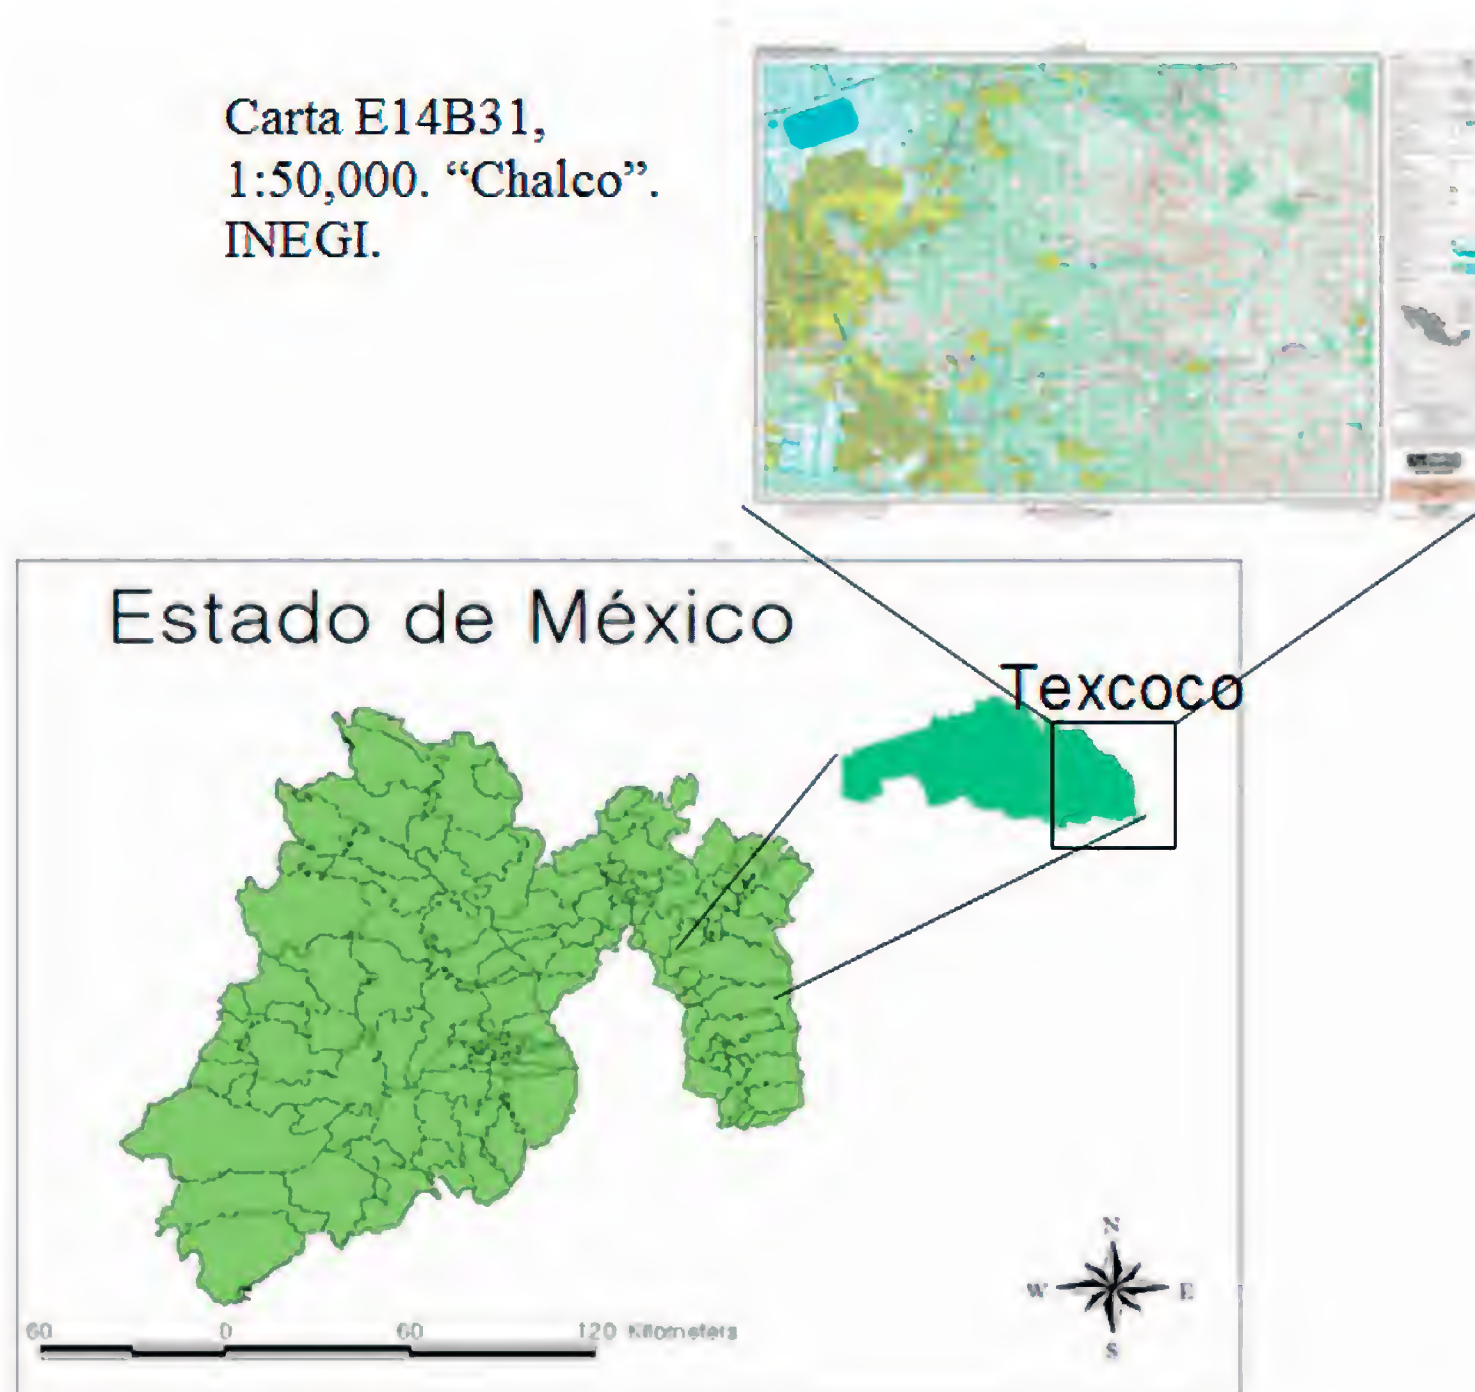 Carta E14B31,
1:50,000. “Chalco”.
INEGI.
Estado de México
Texcoco
N
W E
S
60 0 60 120 Kilometers